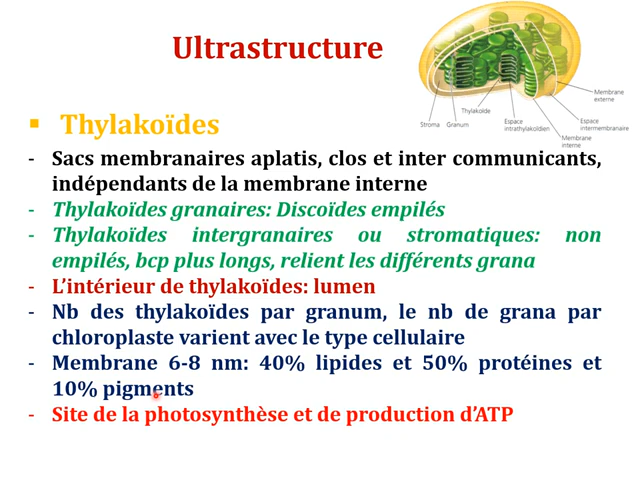 Ultrastructure
Thylakoïde
Stroma
Granum
Espace
intrathylakoïdien
Membrane
externe
Espace
intermembranaire
Membrane
interne
▪ Thylakoïdes
- Sacs membranaires aplatis, clos et inter communicants,
indépendants de la membrane interne
- Thylakoïdes granaires: Discoïdes empilés
- Thylakoïdes intergranaires ou stromatiques: non
empilés, bcp plus longs, relient les différents grana
- L'intérieur de thylakoïdes: lumen
- Nb des thylakoïdes par granum, le nb de grana par
chloroplaste varient avec le type cellulaire
- Membrane 6-8 nm: 40% lipides et 50% protéines et
10% pigments
- Site de la photosynthèse et de production d'ATP